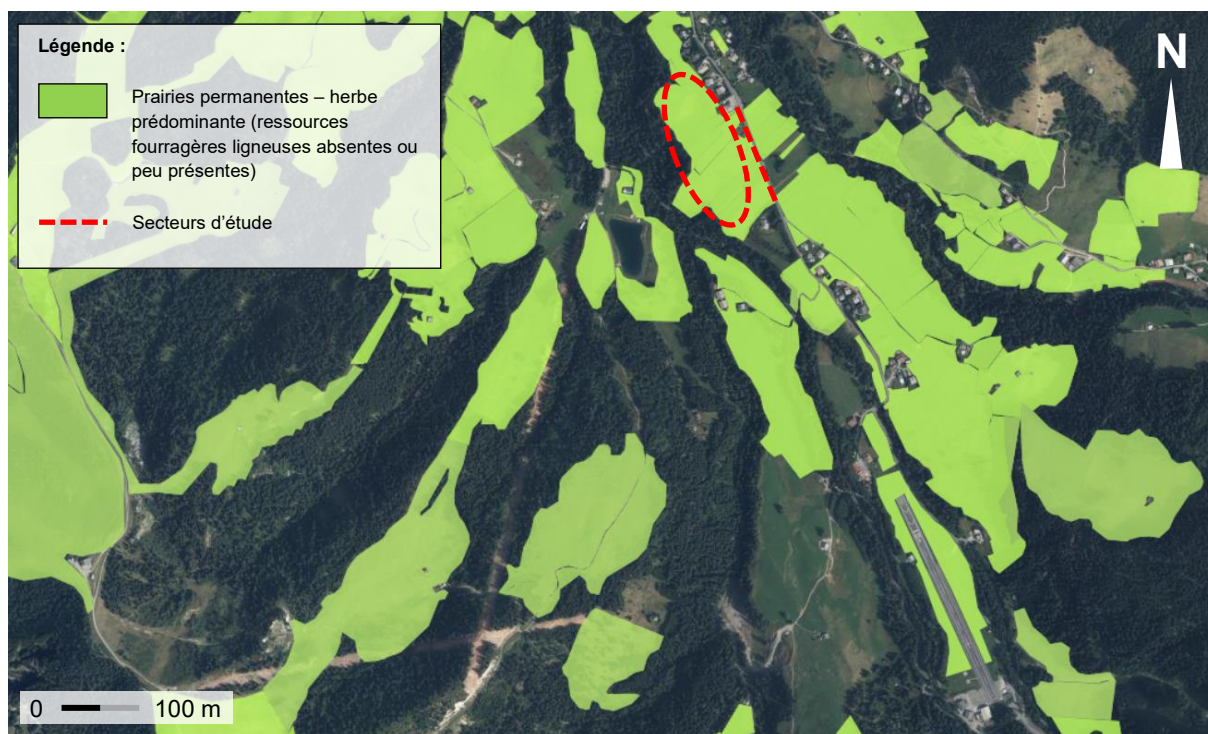 Légende :
Prairies permanentes – herbe
prédominante (ressources
fourragères ligneuses absentes ou
peu présentes)
Secteurs d'étude
N
0 100 m